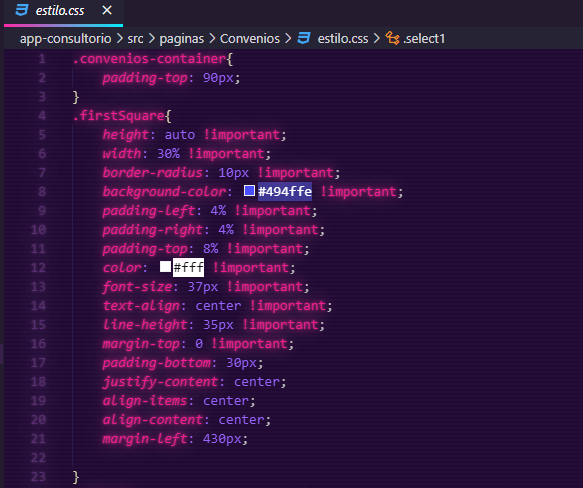 estilo.css ×
app-consultorio > src > paginas > Convenios > estilo.css > .select1
1 .convenios-container{
2 padding-top: 90px;
3 }
4 .firstSquare{
5 height: auto !important;
6 width: 30% !important;
7 border-radius: 10px !important;
8 background-color: #494ffe !important;
9 padding-left: 4% !important;
10 padding-right: 4% !important;
11 padding-top: 8% !important;
12 color: #fff !important;
13 font-size: 37px !important;
14 text-align: center !important;
15 line-height: 35px !important;
16 margin-top: 0 !important;
17 padding-bottom: 30px;
18 justify-content: center;
19 align-items: center;
20 align-content: center;
21 margin-left: 430px;
22
23 }